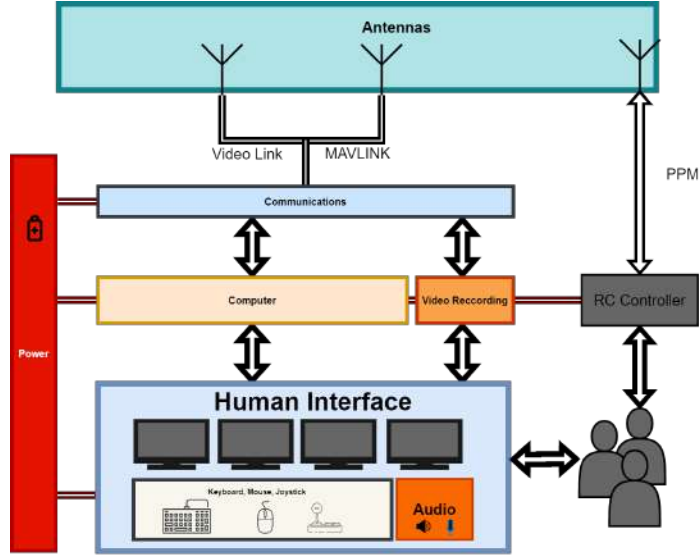 Antennas
Video Link
MAVLINK
PPM
Communications
Computer
Video Reccording
RC Controller
Power
Human Interface
Keyboard, Mouse, Joystick
Audio